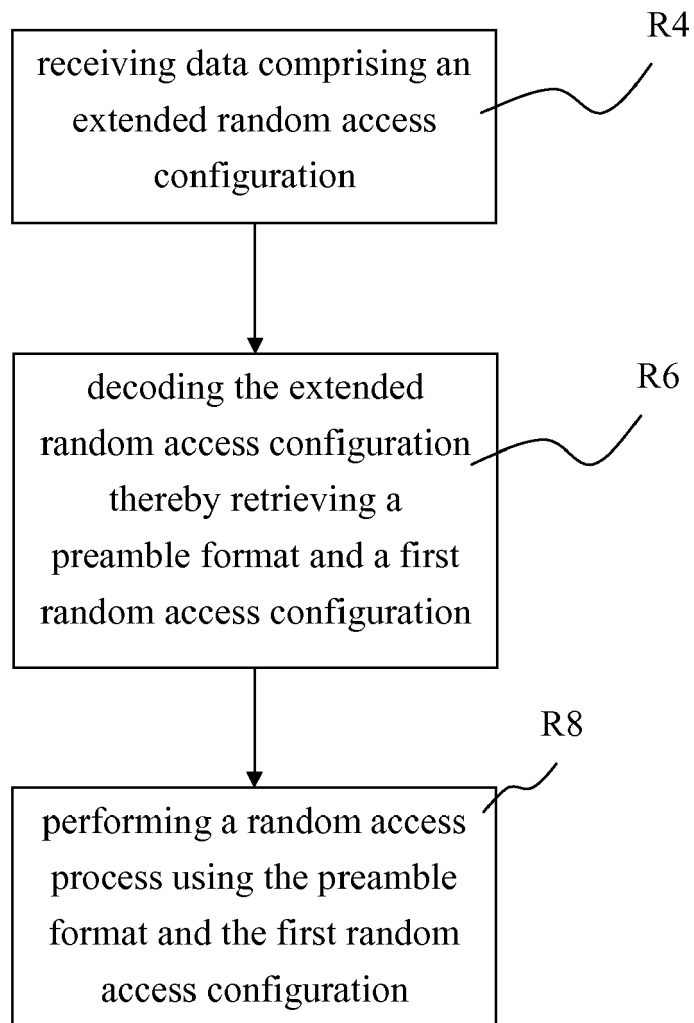 R4
receiving data comprising an
extended random access
configuration
R6
decoding the extended
random access configuration
thereby retrieving a
preamble format and a first
random access configuration
R8
performing a random access
process using the preamble
format and the first random
access configuration